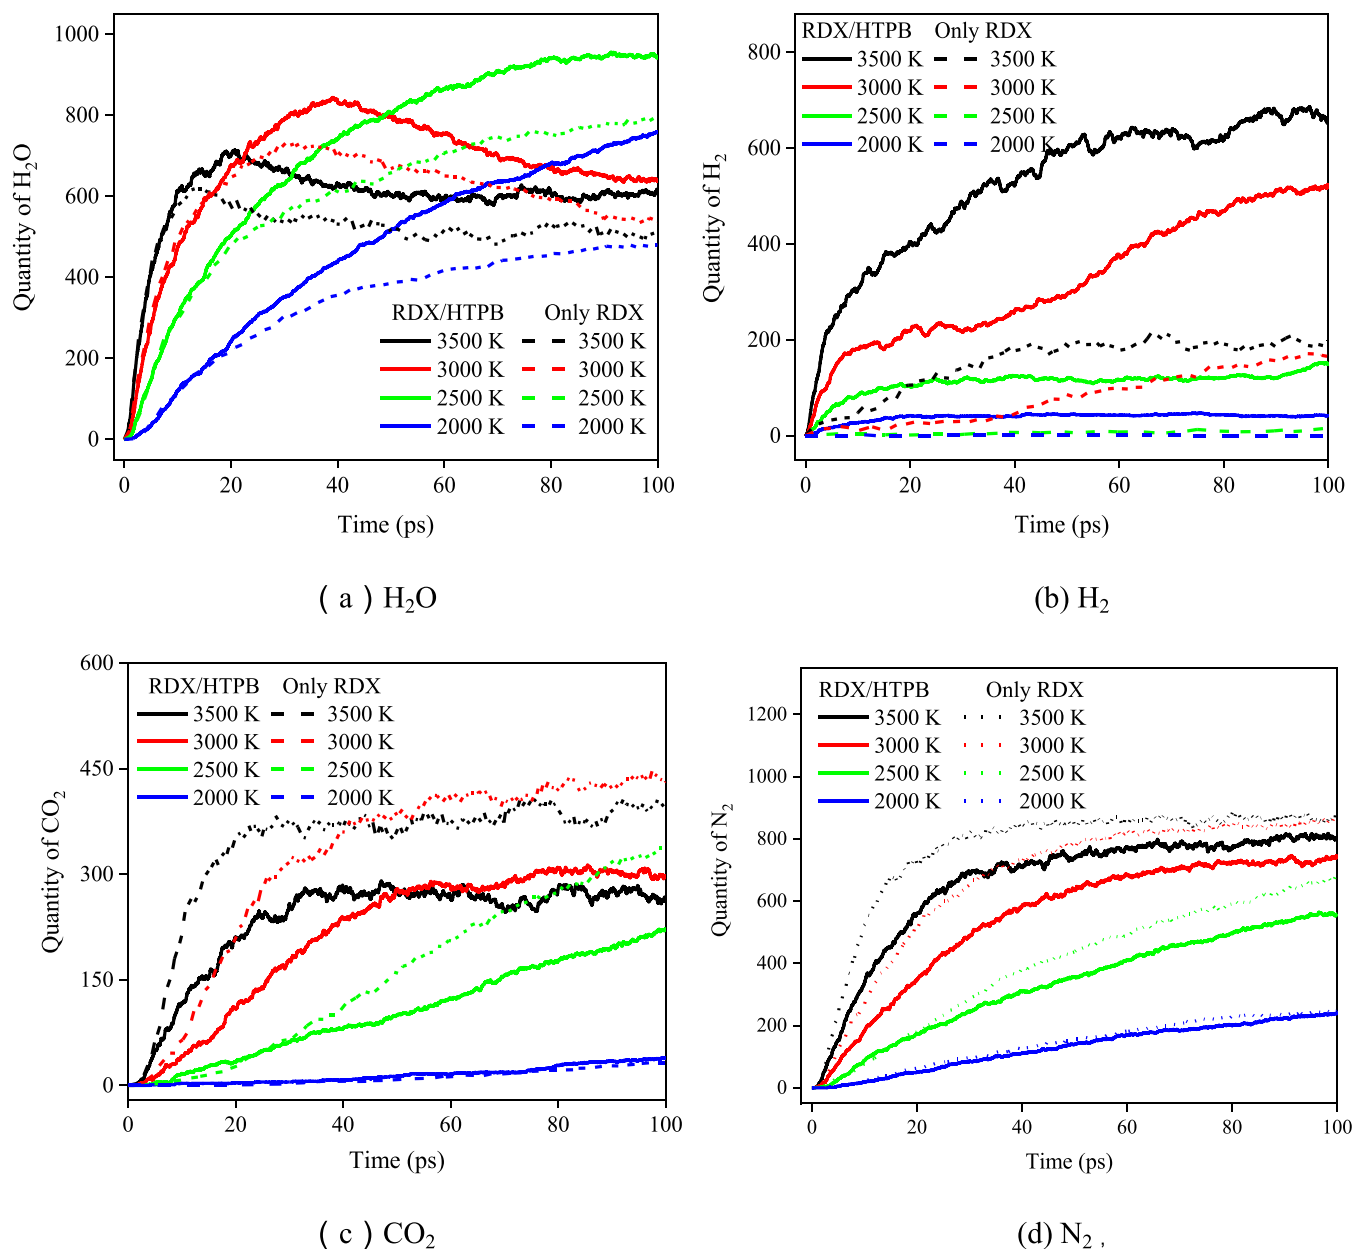 1000
800
600
400
200
0
Quantity of H₂O
RDX/HTPB Only RDX
3500 K 3500 K
3000 K 3000 K
2500 K 2500 K
2000 K 2000 K
0 20 40 60 80 100
Time (ps)
( a ) H₂O
800
600
400
200
0
Quantity of H₂
RDX/HTPB Only RDX
3500 K 3500 K
3000 K 3000 K
2500 K 2500 K
2000 K 2000 K
0 20 40 60 80 100
Time (ps)
(b) H₂
600
450
300
150
0
Quantity of CO₂
RDX/HTPB Only RDX
3500 K 3500 K
3000 K 3000 K
2500 K 2500 K
2000 K 2000 K
0 20 40 60 80 100
Time (ps)
( c ) CO₂
1200
1000
800
600
400
200
0
Quantity of N₂
RDX/HTPB Only RDX
3500 K 3500 K
3000 K 3000 K
2500 K 2500 K
2000 K 2000 K
0 20 40 60 80 100
Time (ps)
(d) N₂ ,